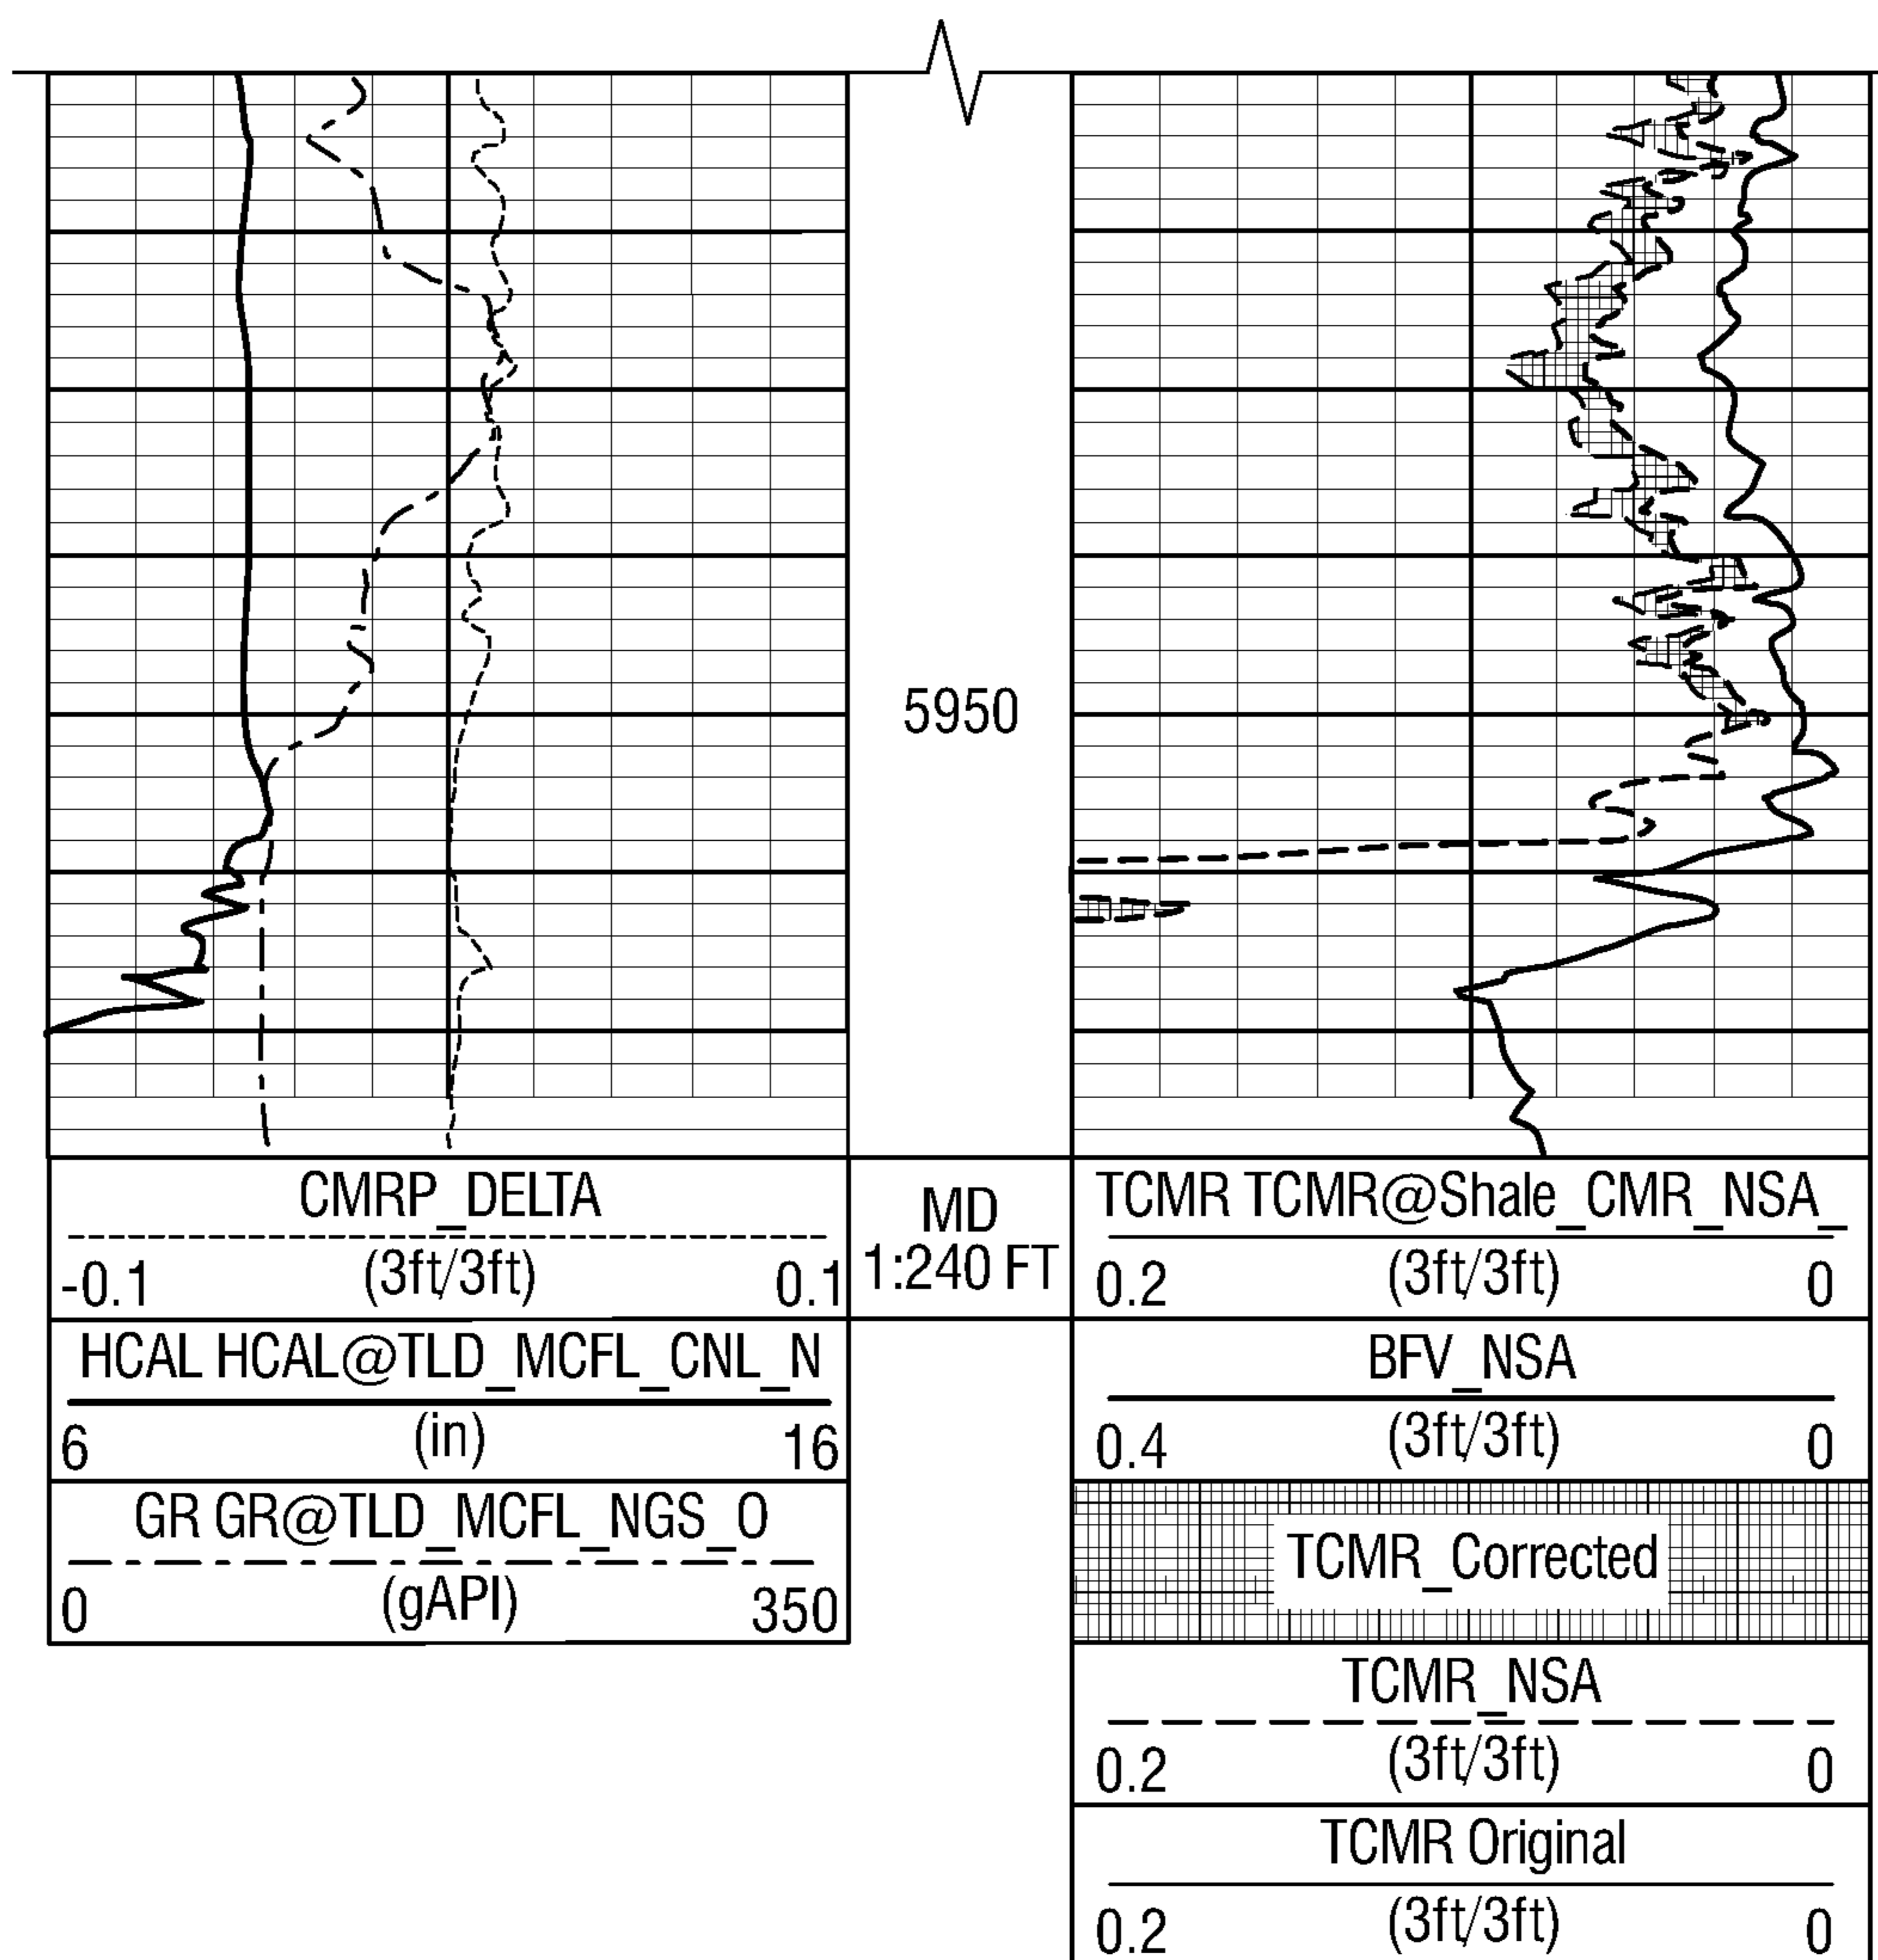 5950
CMRP_DELTA
(3ft/3ft)
-0.1 0.1
HCAL HCAL@TLD_MCFL_CNL_N
(in)
6 16
GR GR@TLD_MCFL_NGS_O
(gAPI)
0 350
MD
1:240 FT
TCMR TCMR@Shale_CMR_NSA_
(3ft/3ft)
0.2 0
BFV_NSA
(3ft/3ft)
0.4 0
TCMR_Corrected
TCMR_NSA
(3ft/3ft)
0.2 0
TCMR Original
(3ft/3ft)
0.2 0